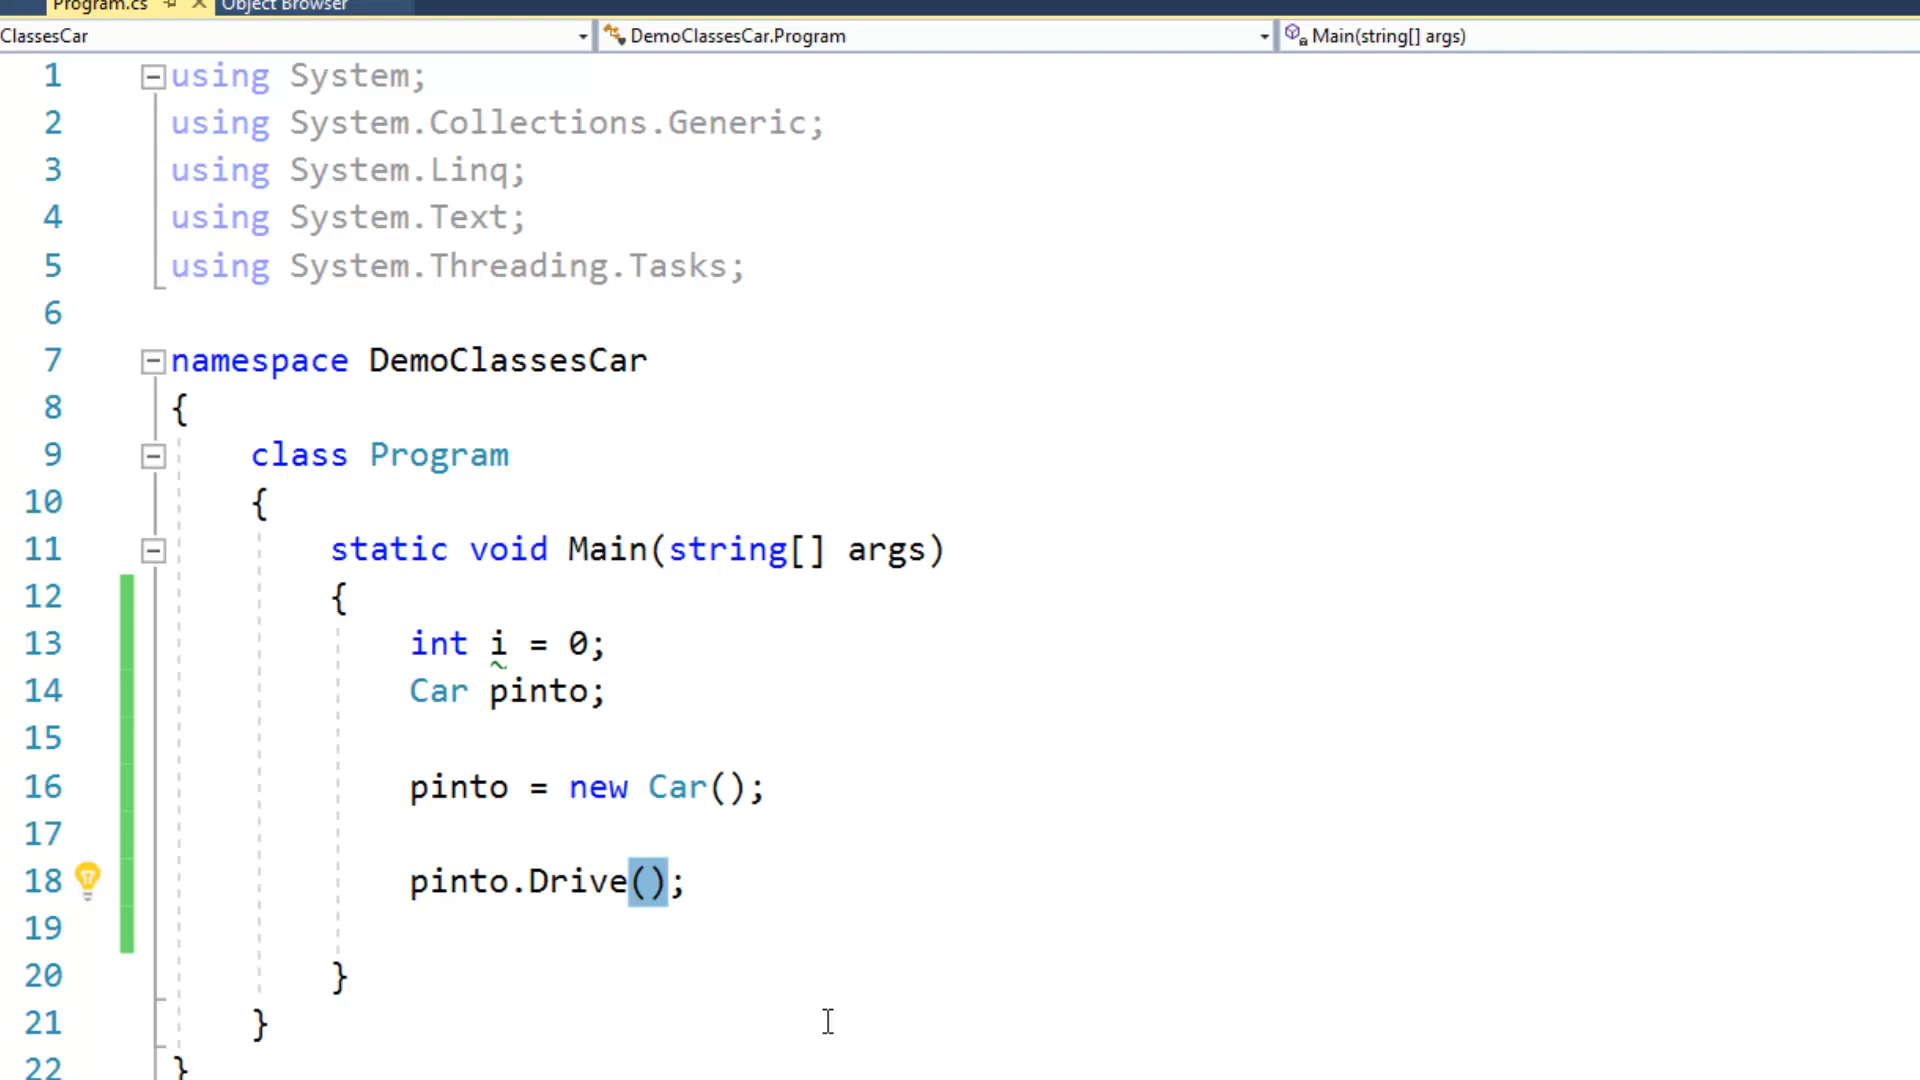 Program.cs Object Browser
ClassesCar DemoClassesCar.Program Main(string[] args)
1 using System;
2 using System.Collections.Generic;
3 using System.Linq;
4 using System.Text;
5 using System.Threading.Tasks;
6
7 namespace DemoClassesCar
8 {
9 class Program
10 {
11 static void Main(string[] args)
12 {
13 int i = 0;
14 Car pinto;
15
16 pinto = new Car();
17
18 pinto.Drive();
19
20 }
21 }
22 }